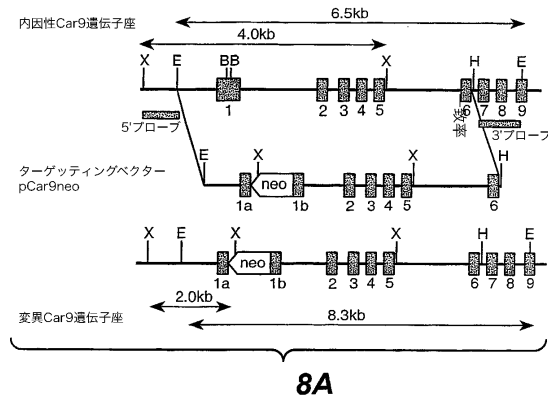 内因性Car9遺伝子座
6.5kb
4.0kb
X E BB X H E
1 2 3 4 5 6 7 8 9
5'プローブ
致率
3'プローブ
ターゲッティングベクター
pCar9neo
E X X H
neo
1a 1b 2 3 4 5 6
X E X X H E
neo
1a 1b 2 3 4 5 6 7 8 9
2.0kb
変異Car9遺伝子座
8.3kb
8A